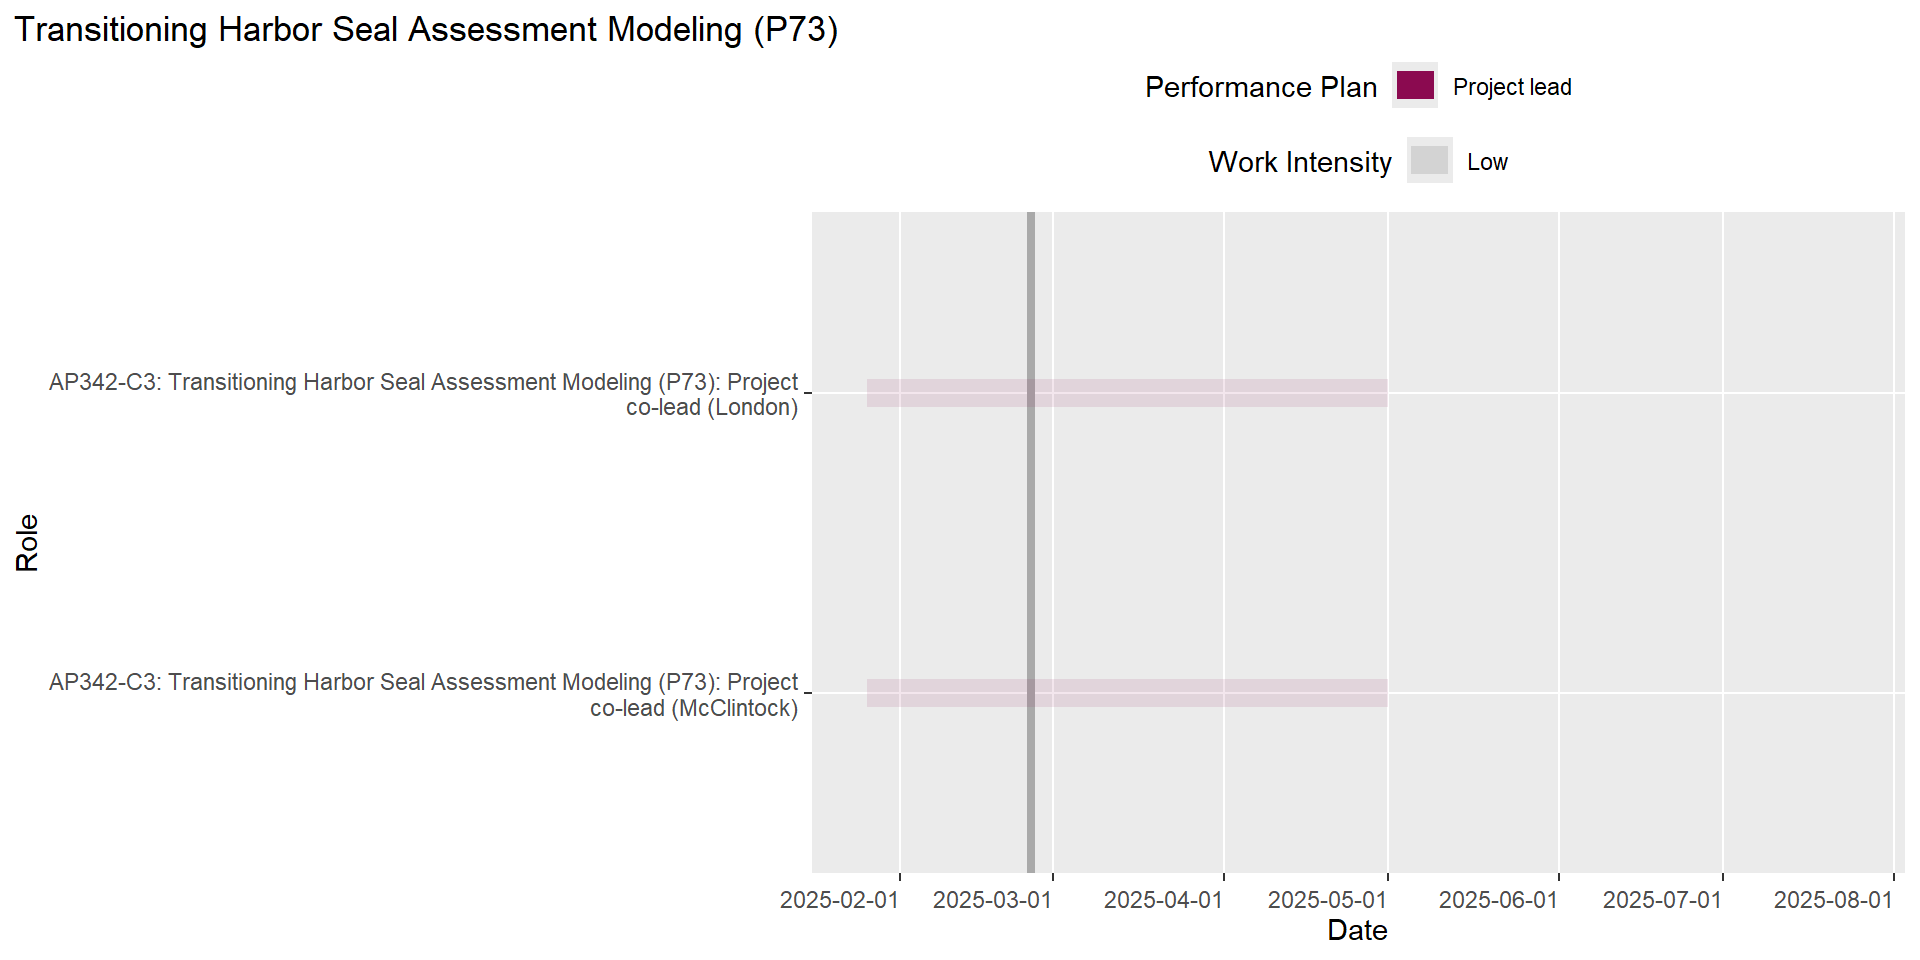 Transitioning Harbor Seal Assessment Modeling (P73)
Performance Plan Project lead
Work Intensity Low
AP342-C3: Transitioning Harbor Seal Assessment Modeling (P73): Project
co-lead (London)
Role
AP342-C3: Transitioning Harbor Seal Assessment Modeling (P73): Project
co-lead (McClintock)
2025-02-01 2025-03-01 2025-04-01 2025-05-01 2025-06-01 2025-07-01 2025-08-01
Date